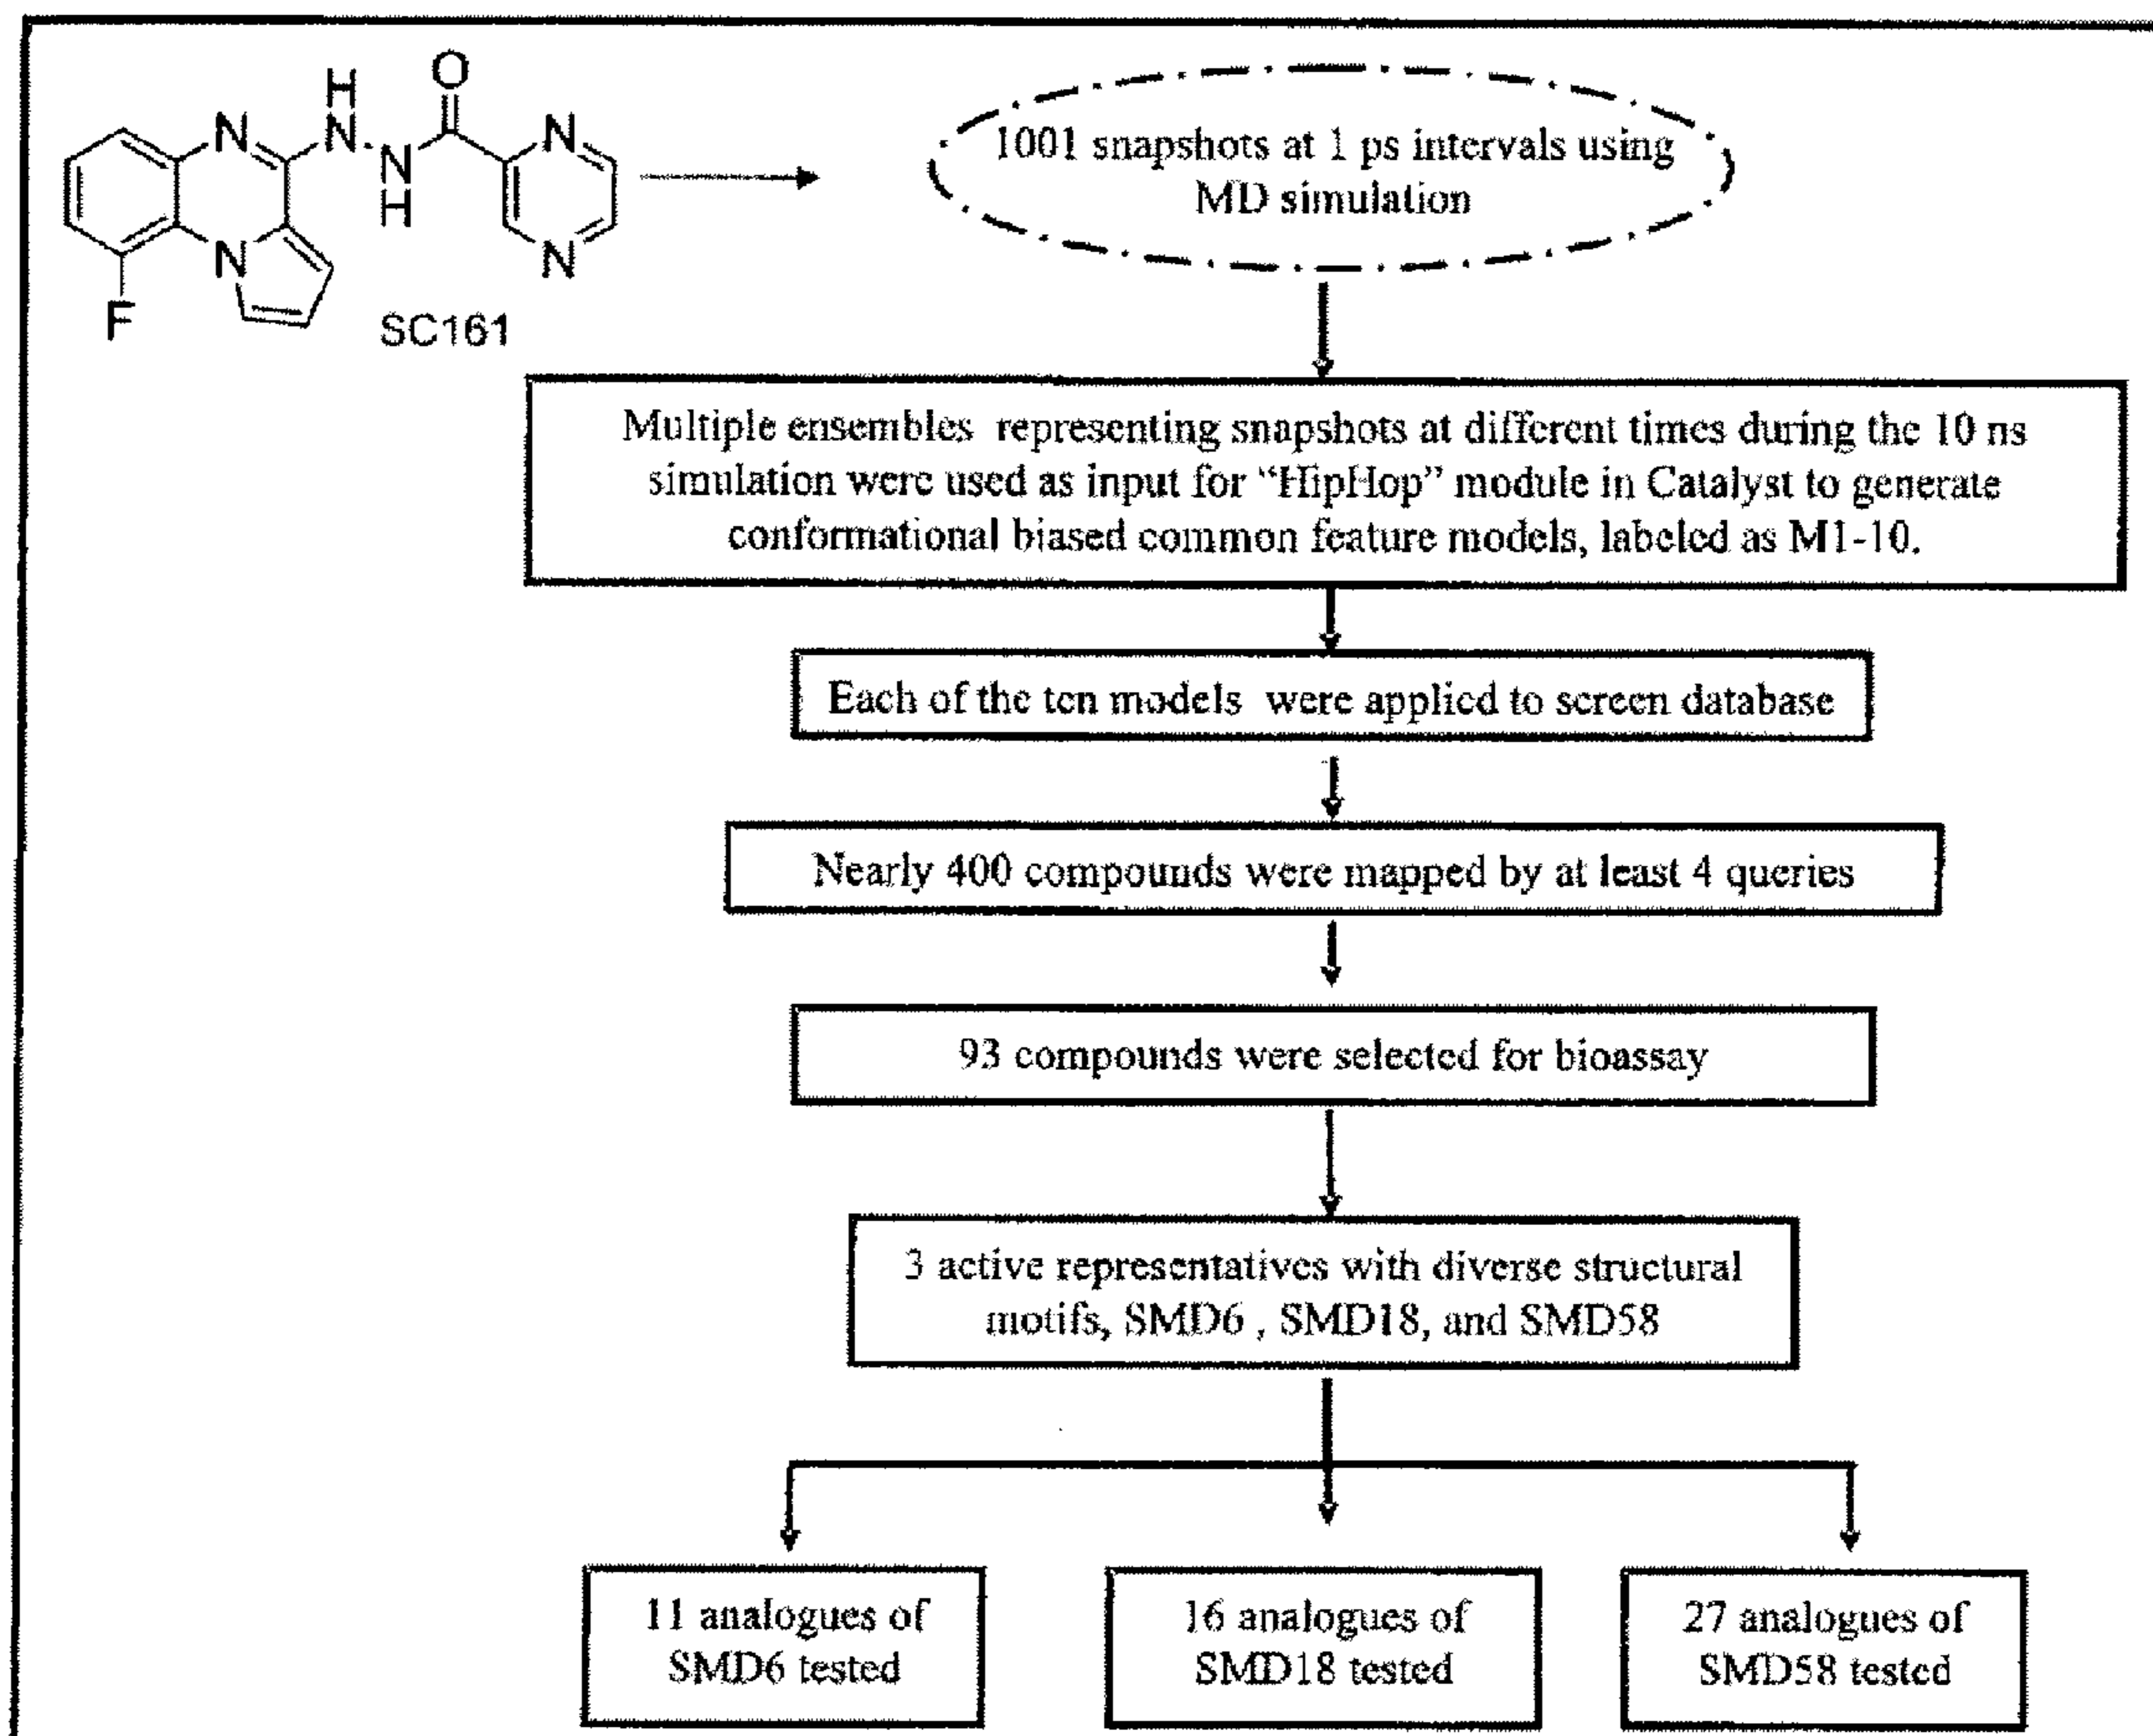 O
H
N
N
N
N
H
N
N
F
SC161
1001 snapshots at 1 ps intervals using
MD simulation
Multiple ensembles representing snapshots at different times during the 10 ns
simulation were used as input for “HipHop” module in Catalyst to generate
conformational biased common feature models, labeled as M1-10.
Each of the ten models were applied to screen database
Nearly 400 compounds were mapped by at least 4 queries
93 compounds were selected for bioassay
3 active representatives with diverse structural
motifs, SMD6 , SMD18, and SMD58
11 analogues of
SMD6 tested
16 analogues of
SMD18 tested
27 analogues of
SMD58 tested